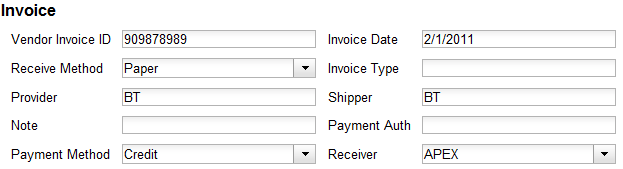 Invoice
Vendor Invoice ID 909878989 Invoice Date 2/1/2011
Receive Method Paper Invoice Type
Provider BT Shipper BT
Note Payment Auth
Payment Method Credit Receiver APEX